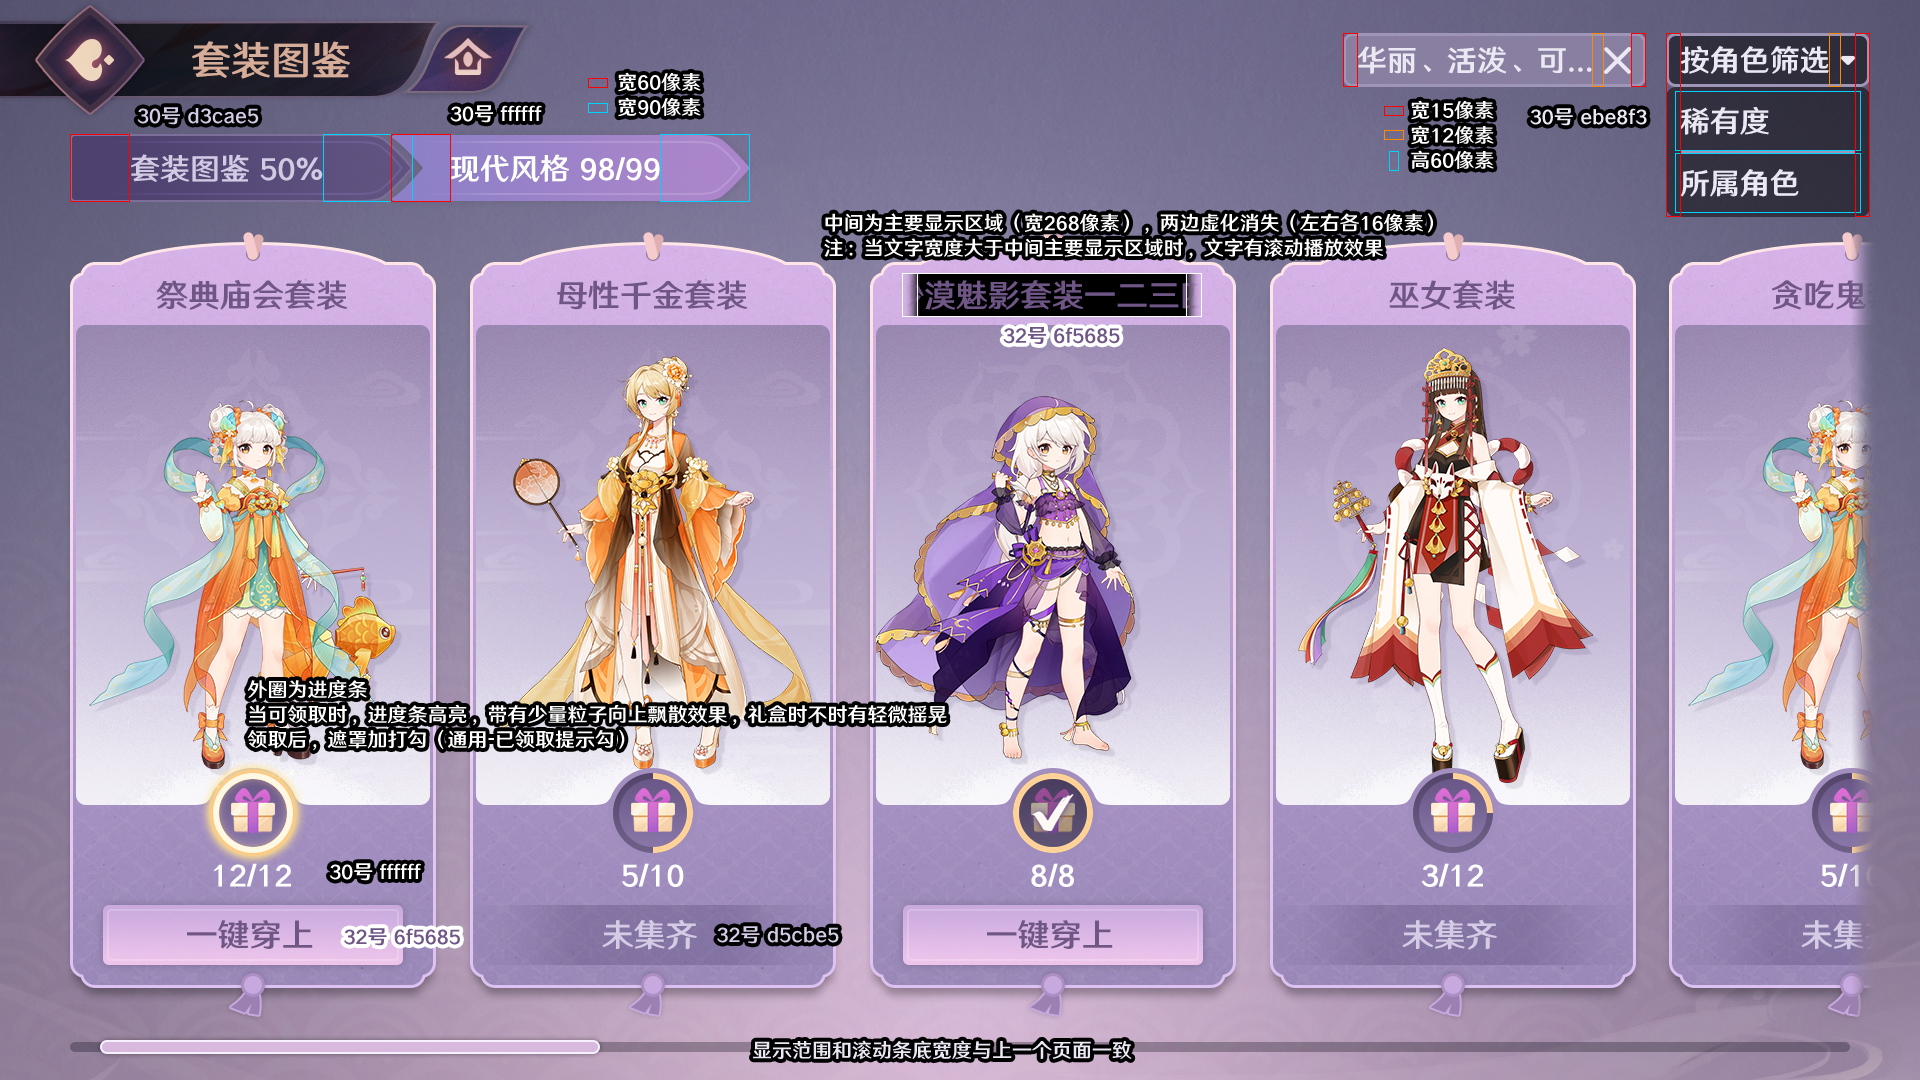 套装图鉴
30号 d3cae5
30号 ffffff
宽60像素
宽90像素
华丽、活泼、可...
按角色筛选
稀有度
所属角色
宽15像素
宽12像素
高60像素
30号 ebe8f3
套装图鉴 50%
现代风格 98/99
中间为主要显示区域（宽268像素），两边虚化消失（左右各16像素）
注：当文字宽度大于中间主要显示区域时，文字有滚动播放效果
祭典庙会套装
母性千金套装
漠魅影套装一二三
32号 6f5685
巫女套装
贪吃鬼
外圈为进度条
当可领取时，进度条高亮，带有少量粒子向上飘散效果，礼盒时不时有轻微摇晃
领取后，遮罩加打勾（通用-已领取提示勾）
12/12
30号 ffffff
5/10
8/8
3/12
5/1
一键穿上
32号 6f5685
未集齐
32号 d5cbe5
一键穿上
未集齐
未集
显示范围和滚动条底宽度与上一个页面一致